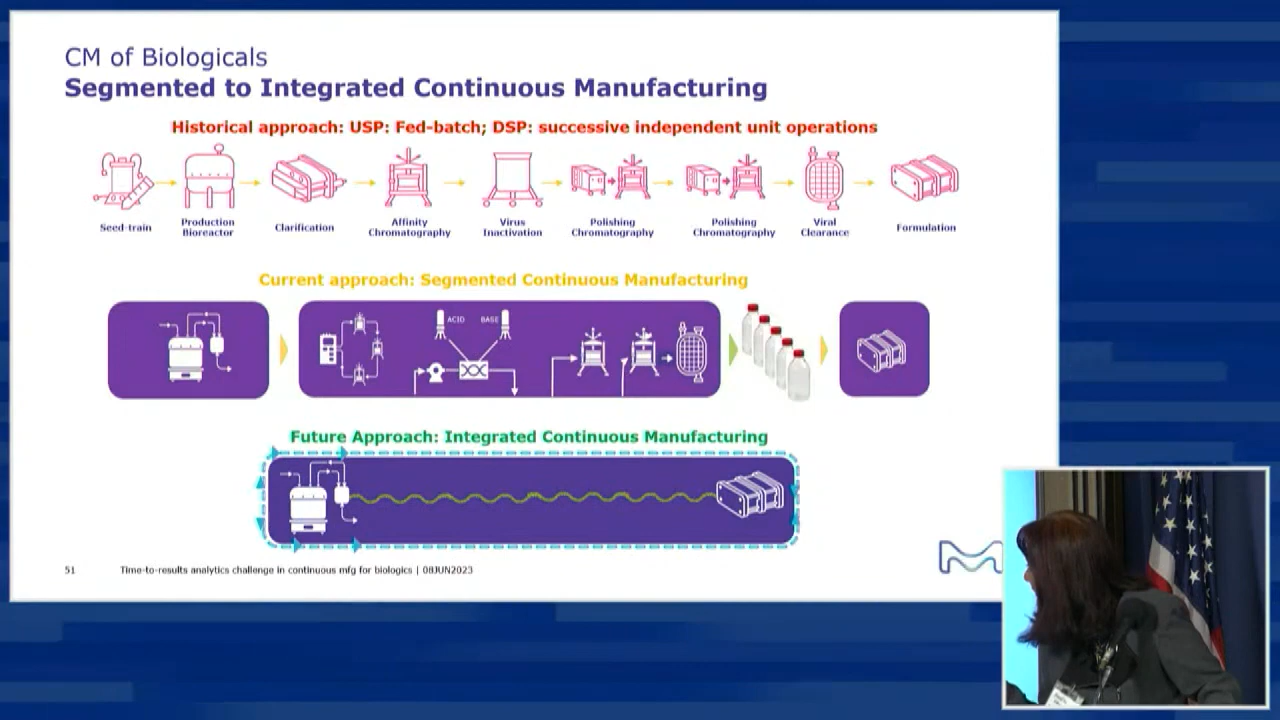 CM of Biologicals
Segmented to Integrated Continuous Manufacturing
Historical approach: USP: Fed-batch; DSP: successive independent unit operations
Seed-train
Production
Bioreactor
Clarification
Affinity
Chromatography
Virus
Inactivation
Polishing
Chromatography
Polishing
Chromatography
Viral
Clearance
Formulation
Current approach: Segmented Continuous Manufacturing
ACID
BASE
Future Approach: Integrated Continuous Manufacturing
51
Time-to-results analytics challenge in continuous mfg for biologics | 08JUN2023